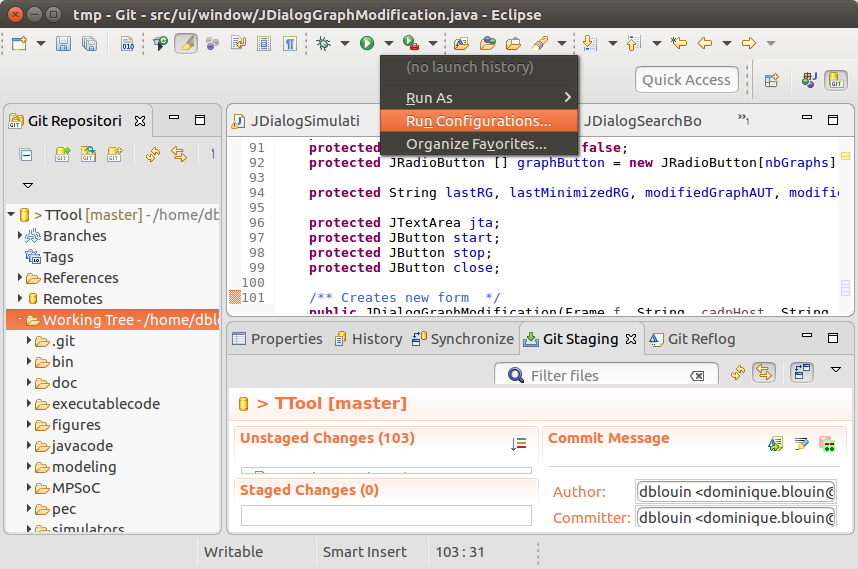 tmp - Git - src/ui/window/JDialogGraphModification.java - Eclipse
(no launch history)
Run As
Run Configurations...
Organize Favorites...
Quick Access
Git Repositori
JDialogSimulati
JDialogSearchBo
»1
91 protected false;
92 protected JRadioButton [] graphButton = new JRadioButton[nbGraphs]
93
94 protected String lastRG, lastMinimizedRG, modifiedGraphAUT, modifie
95
96 protected JTextArea jta;
97 protected JButton start;
98 protected JButton stop;
99 protected JButton close;
100
101 /** Creates new form */
public JDialogGraphModification(Frame f, String _cadpHost, String
> TTool [master] - /home/db
Branches
Tags
References
Remotes
Working Tree - /home/dblo
.git
bin
doc
executablecode
figures
javacode
modeling
MPSoC
pec
simulators
Properties
History
Synchronize
Git Staging
Git Reflog
Filter files
> TTool [master]
Unstaged Changes (103)
Staged Changes (0)
Commit Message
Author: dblouin <dominique.blouin@
Committer: dblouin <dominique.blouin@
Writable
Smart Insert
103 : 31